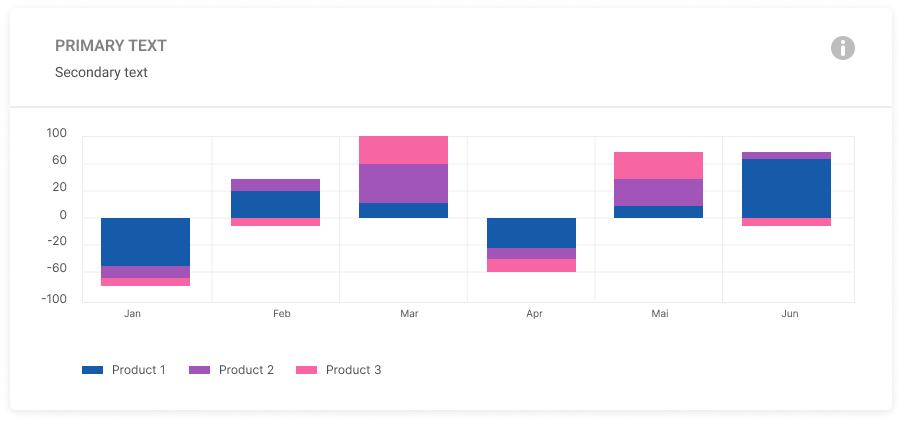 PRIMARY TEXT
Secondary text
100
60
20
0
-20
-60
-100
Jan Feb Mar Apr Mai Jun
Product 1 Product 2 Product 3